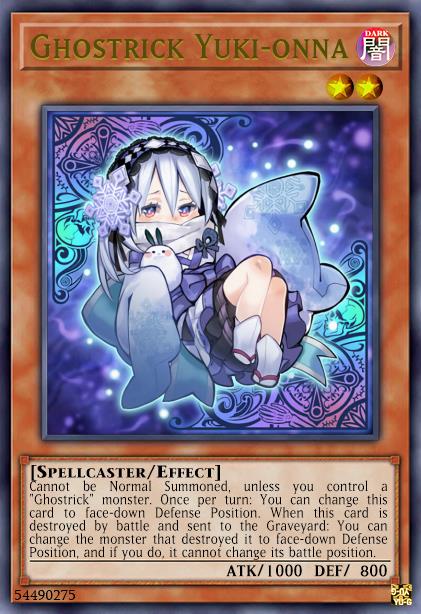 Ghostrick Yuki-onna
DARK
闇
[Spellcaster/Effect]
Cannot be Normal Summoned, unless you control a
"Ghostrick" monster. Once per turn: You can change this
card to face-down Defense Position. When this card is
destroyed by battle and sent to the Graveyard: You can
change the monster that destroyed it to face-down Defense
Position, and if you do, it cannot change its battle position.
ATK/1000 DEF/ 800
54490275